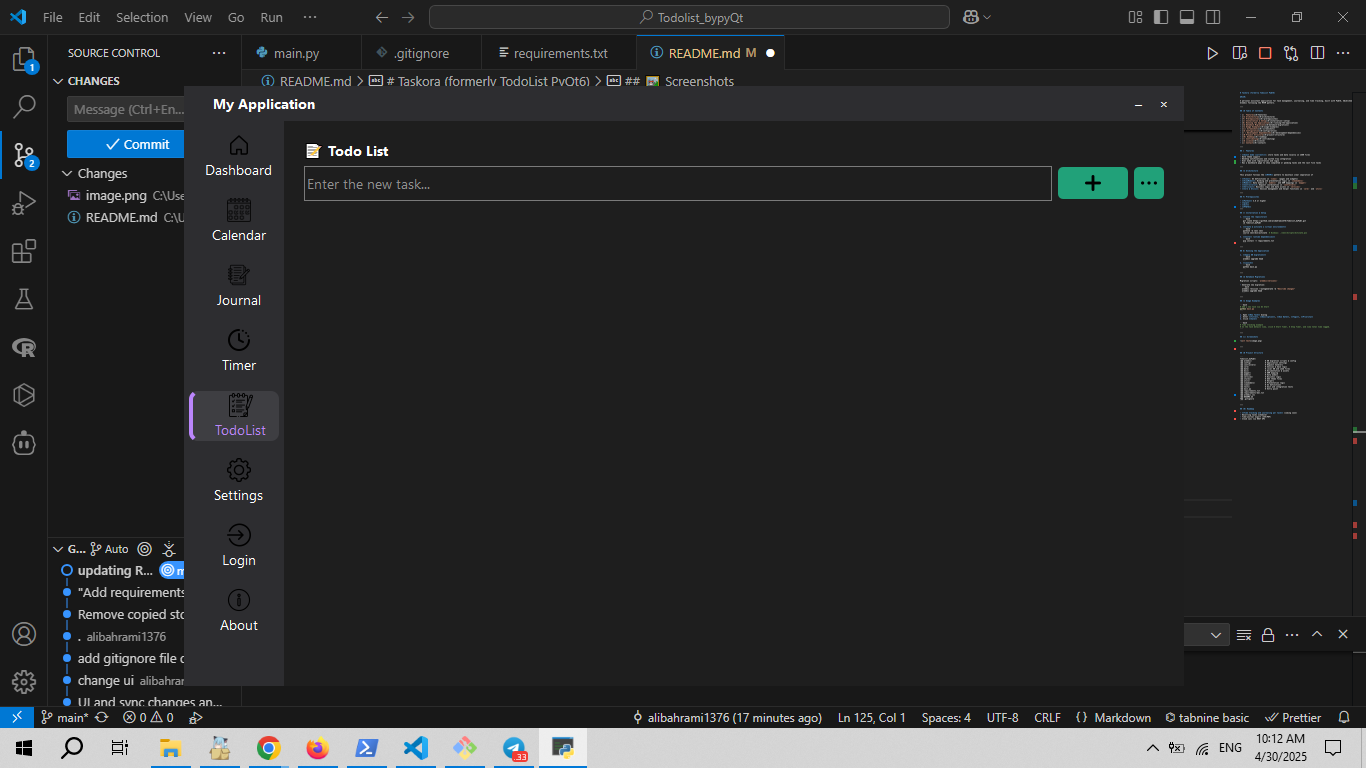 File Edit Selection View Go Run ··· Todolist_bypyQt
SOURCE CONTROL ···
main.py .gitignore requirements.txt README.md M
CHANGES
README.md # Taskora (formerly TodoList PyQt6) ## Screenshots
Message (Ctrl+En...
Commit
Changes
image.png C:\Use
README.md C:\U
My Application
Dashboard
Calendar
Journal
Timer
TodoList
Settings
Login
About
Todo List
Enter the new task...
G... Auto
updating R... m
"Add requirements
Remove copied sto
. alibahrami1376
add gitignore file c
change ui alibahrar
UI and sync changes an...
main* 0 0 alibahrami1376 (17 minutes ago) Ln 125, Col 1 Spaces: 4 UTF-8 CRLF { } Markdown tabnine basic Prettier
1
2
.33
ENG
10:12 AM
4/30/2025